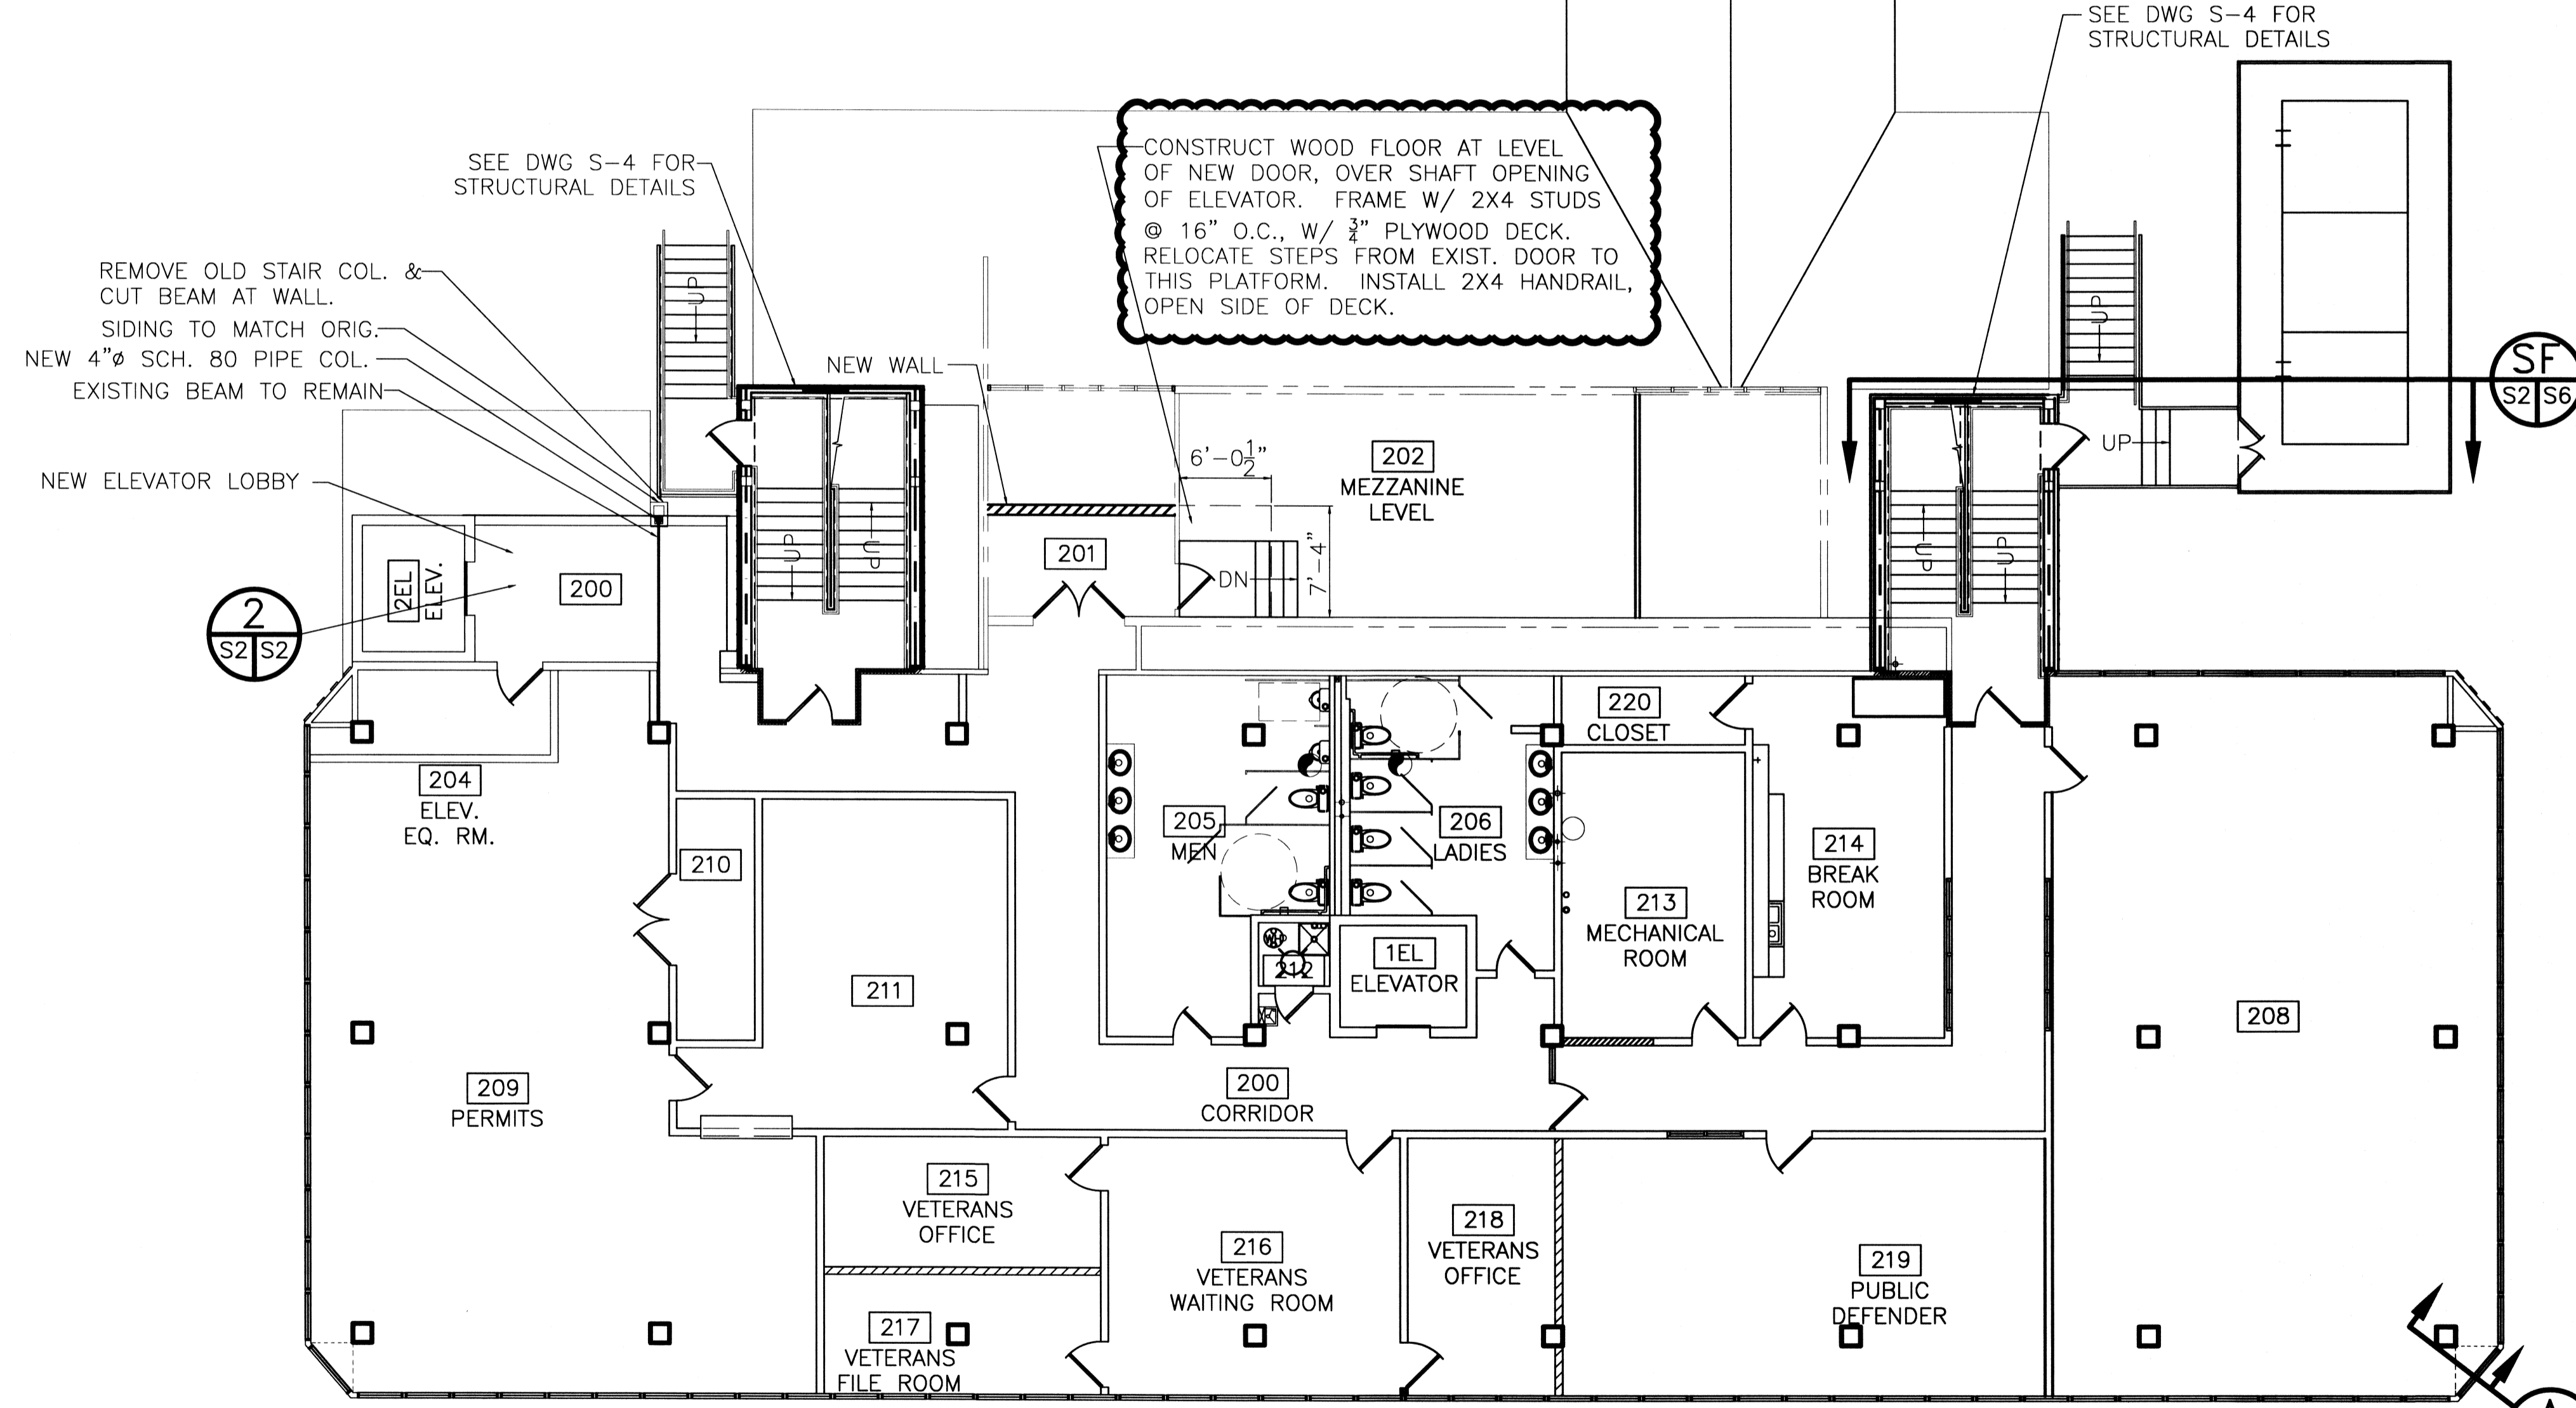 SEE DWG S-4 FOR
STRUCTURAL DETAILS
CONSTRUCT WOOD FLOOR AT LEVEL
OF NEW DOOR, OVER SHAFT OPENING
OF ELEVATOR. FRAME W/ 2X4 STUDS
@ 16" O.C., W/ 3/4" PLYWOOD DECK.
RELOCATE STEPS FROM EXIST. DOOR TO
THIS PLATFORM. INSTALL 2X4 HANDRAIL,
OPEN SIDE OF DECK.
SEE DWG S-4 FOR
STRUCTURAL DETAILS
REMOVE OLD STAIR COL. &
CUT BEAM AT WALL.
SIDING TO MATCH ORIG.
NEW 4"ø SCH. 80 PIPE COL.
EXISTING BEAM TO REMAIN
NEW ELEVATOR LOBBY
NEW WALL
UP
UP
SF
S2 S6
202
MEZZANINE
LEVEL
6'-0 1/2"
7'-4"
UP
201
DN
UP
UP
UP
UP
2EL
ELEV.
200
2
S2 S2
220
CLOSET
204
ELEV.
EQ. RM.
205
MEN
206
LADIES
210
214
BREAK
ROOM
213
MECHANICAL
ROOM
211
212
WH
1EL
ELEVATOR
208
209
PERMITS
200
CORRIDOR
215
VETERANS
OFFICE
216
VETERANS
WAITING ROOM
218
VETERANS
OFFICE
219
PUBLIC
DEFENDER
217
VETERANS
FILE ROOM